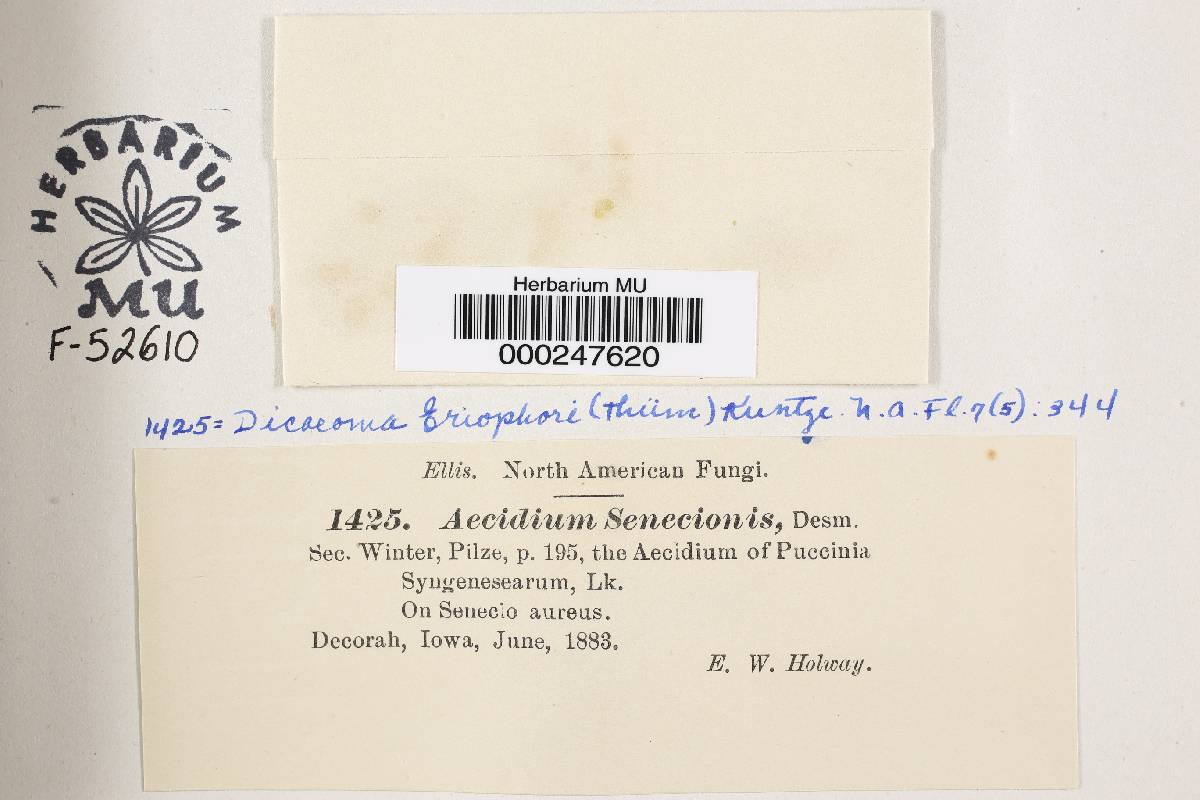 HERBARIUM
MU
F-52610
Herbarium MU
000247620
1425= Dicaeoma Eriophori (Thüm) Kuntze. N.A.Fl.7(5):344
Ellis. North American Fungi.
1425. Aecidium Senecionis, Desm.
Sec. Winter, Pilze, p. 195, the Aecidium of Puccinia
Syngenesearum, Lk.
On Senecio aureus.
Decorah, Iowa, June, 1883.
E. W. Holway.